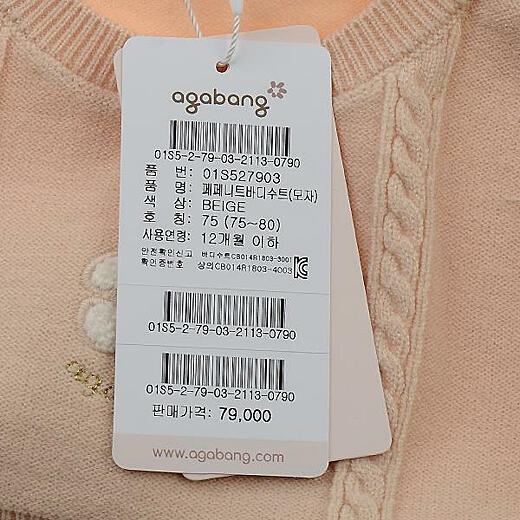 agabang
01S5-2-79-03-2113-0790
품 번: 01S527903
품 명: 페페니트바디수트(모자)
색 상: BEIGE
호 칭: 75 (75~80)
사용연령: 12개월 이하
안전확인신고 바디수트CB014R1803-3001
확인증번호 상의CB014R1803-4003
01S5-2-79-03-2113-0790
01S5-2-79-03-2113-0790
판매가격: 79,000
www.agabang.com